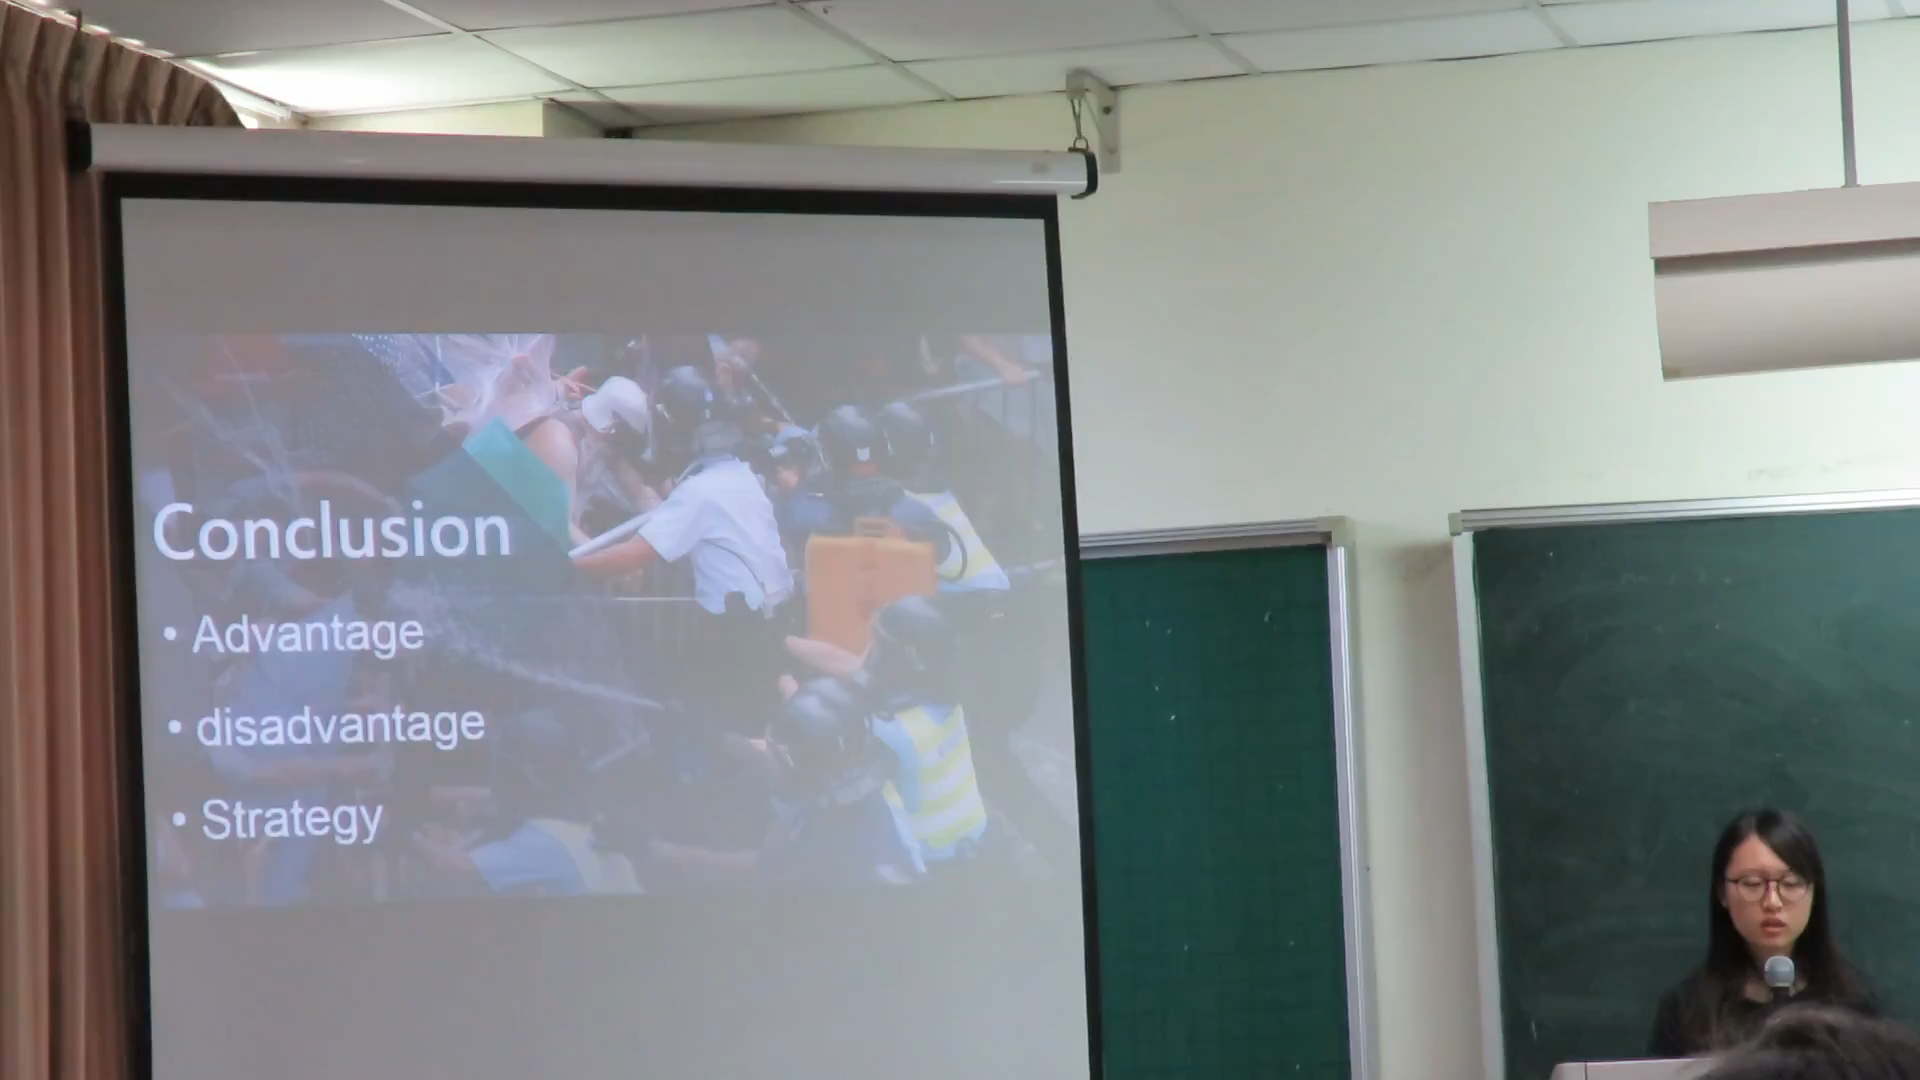 Conclusion
• Advantage
• disadvantage
• Strategy